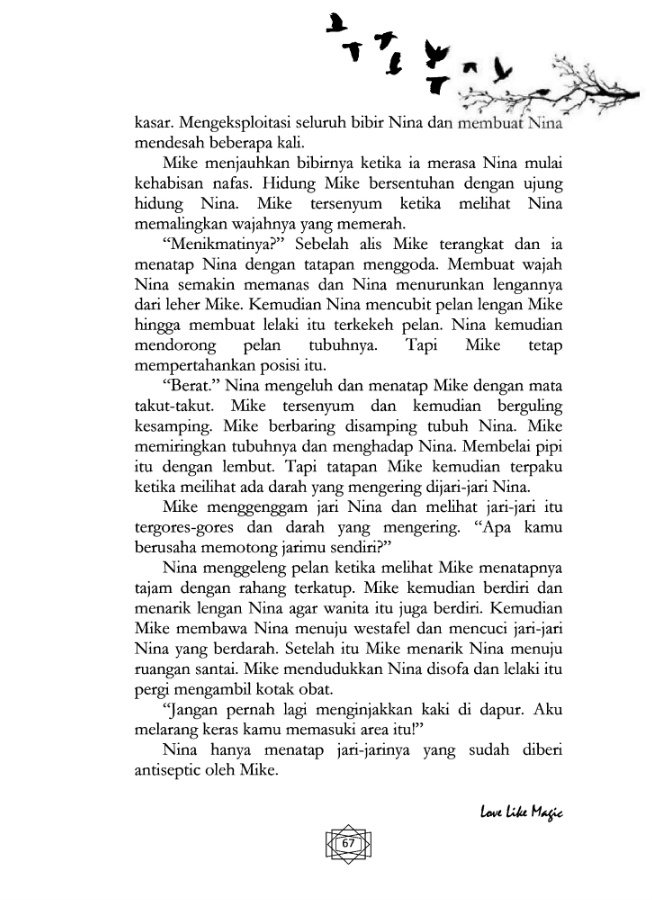 kasar. Mengeksploitasi seluruh bibir Nina dan membuat Nina
mendesah beberapa kali.
Mike menjauhkan bibirnya ketika ia merasa Nina mulai
kehabisan nafas. Hidung Mike bersentuhan dengan ujung
hidung Nina. Mike tersenyum ketika melihat Nina
memalingkan wajahnya yang memerah.
“Menikmatinya?” Sebelah alis Mike terangkat dan ia
menatap Nina dengan tatapan menggoda. Membuat wajah
Nina semakin memanas dan Nina menurunkan lengannya
dari leher Mike. Kemudian Nina mencubit pelan lengan Mike
hingga membuat lelaki itu terkekeh pelan. Nina kemudian
mendorong pelan tubuhnya. Tapi Mike tetap
mempertahankan posisi itu.
“Berat.” Nina mengeluh dan menatap Mike dengan mata
takut-takut. Mike tersenyum dan kemudian berguling
kesamping. Mike berbaring disamping tubuh Nina. Mike
memiringkan tubuhnya dan menghadap Nina. Membelai pipi
itu dengan lembut. Tapi tatapan Mike kemudian terpaku
ketika meilihat ada darah yang mengering dijari-jari Nina.
Mike menggenggam jari Nina dan melihat jari-jari itu
tergores-gores dan darah yang mengering. “Apa kamu
berusaha memotong jarimu sendiri?”
Nina menggeleng pelan ketika melihat Mike menatapnya
tajam dengan rahang terkatup. Mike kemudian berdiri dan
menarik lengan Nina agar wanita itu juga berdiri. Kemudian
Mike membawa Nina menuju westafel dan mencuci jari-jari
Nina yang berdarah. Setelah itu Mike menarik Nina menuju
ruangan santai. Mike mendudukkan Nina disofa dan lelaki itu
pergi mengambil kotak obat.
“Jangan pernah lagi menginjakkan kaki di dapur. Aku
melarang keras kamu memasuki area itu!”
Nina hanya menatap jari-jarinya yang sudah diberi
antiseptic oleh Mike.
Love Like Magic
67